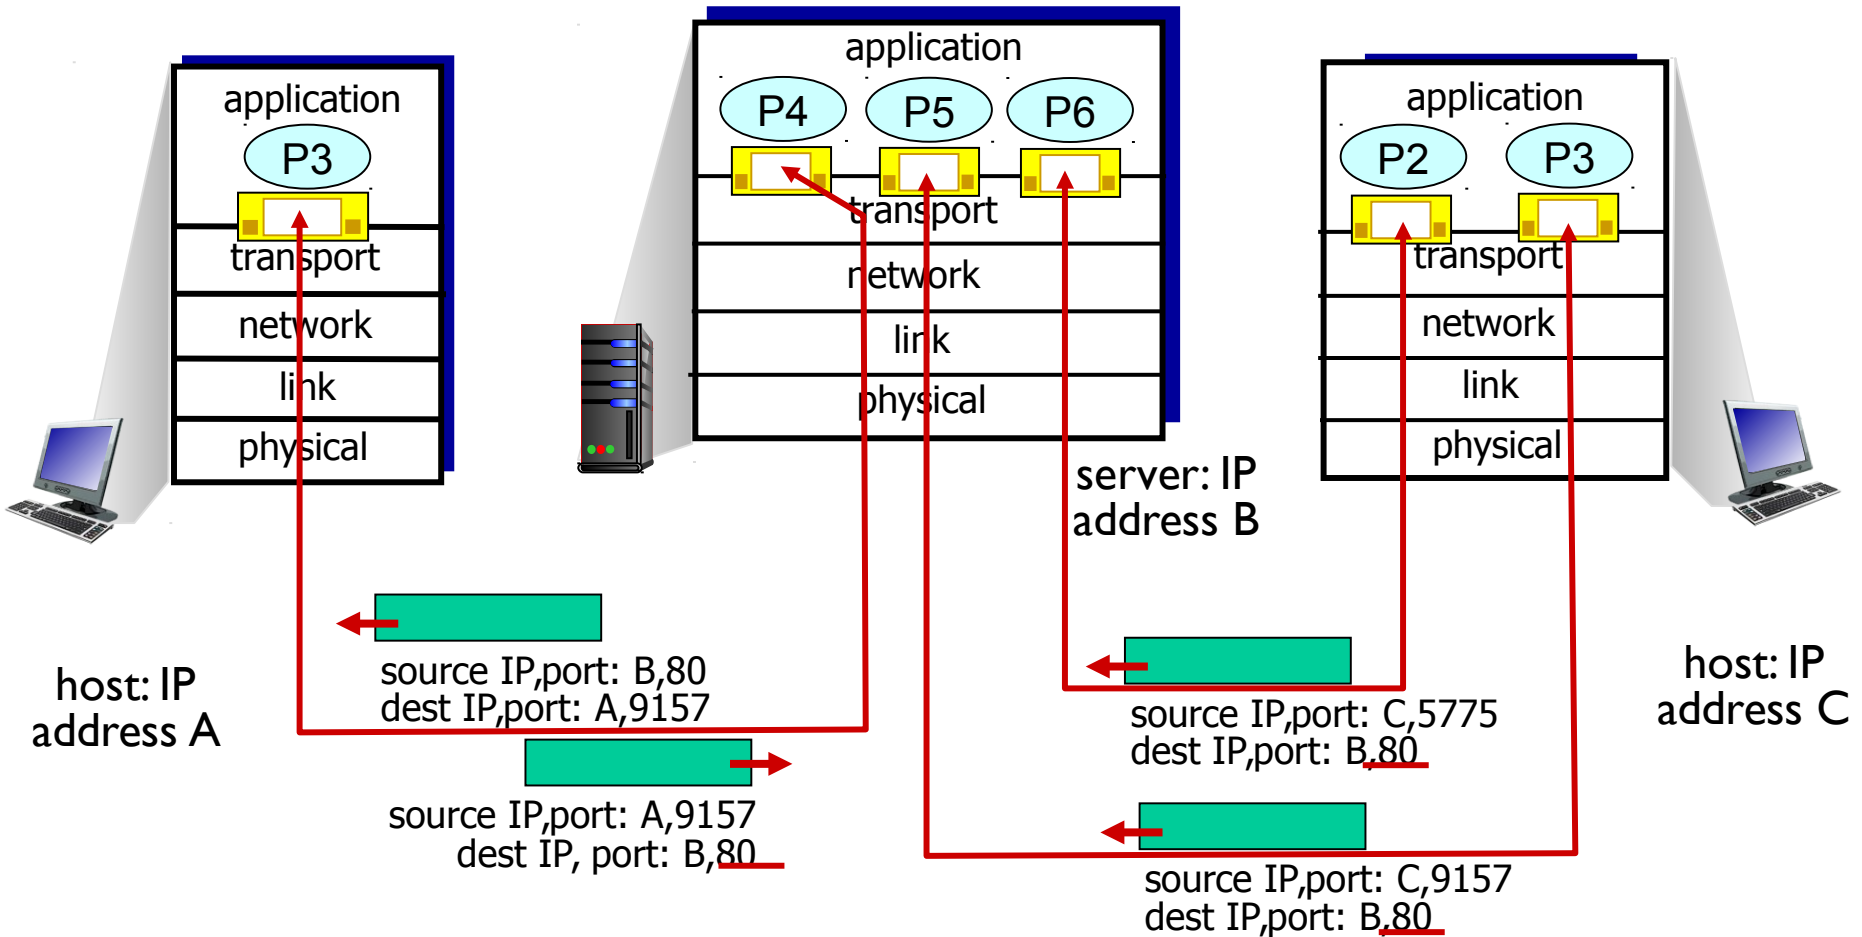 application
P3
transport
network
link
physical
host: IP
address A
application
P4
P5
P6
transport
network
link
physical
server: IP
address B
application
P2
P3
transport
network
link
physical
host: IP
address C
source IP,port: B,80
dest IP,port: A,9157
source IP,port: A,9157
dest IP, port: B,80
source IP,port: C,5775
dest IP,port: B,80
source IP,port: C,9157
dest IP,port: B,80